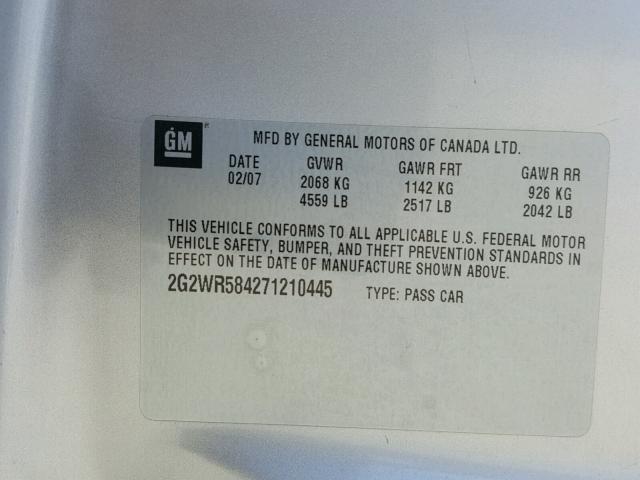 GM
MFD BY GENERAL MOTORS OF CANADA LTD.
DATE GVWR GAWR FRT GAWR RR
02/07 2068 KG 1142 KG 926 KG
4559 LB 2517 LB 2042 LB
THIS VEHICLE CONFORMS TO ALL APPLICABLE U.S. FEDERAL MOTOR
VEHICLE SAFETY, BUMPER, AND THEFT PREVENTION STANDARDS IN
EFFECT ON THE DATE OF MANUFACTURE SHOWN ABOVE.
2G2WR584271210445 TYPE: PASS CAR